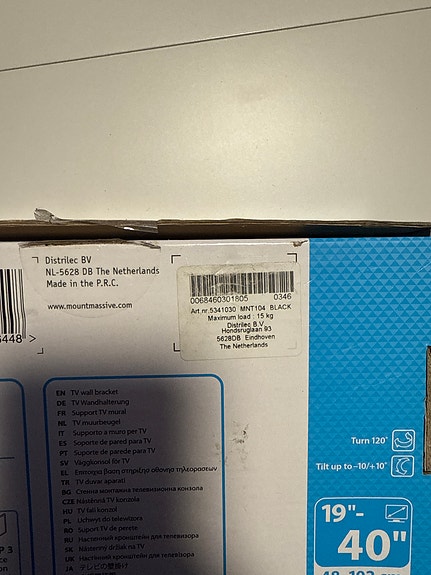 Distrilec BV
NL-5628 DB The Netherlands
Made in the P.R.C.
www.mountmassive.com
6448 >
0068460301805 0346
Art.nr.5341030 MNT104 BLACK
Maximum load : 15 kg
Distrilec B.V.
Hondsruglaan 93
5628DB Eindhoven
The Netherlands
EN TV wall bracket
DE TV Wandhalterung
FR Support TV mural
NL TV muurbeugel
IT Supporto a muro per TV
ES Soporte de pared para TV
PT Suporte de parede para TV
SV Väggkonsol för TV
EL Επιτοίχια βάση στήριξης οθόνης τηλεοράσεων
TR TV duvar aparatı
BG Стенна монтажна телевизионна конзола
CZ Nástěnná TV konzole
HU TV fali konzol
PL Uchwyt do telewizora
RO Suport TV de perete
RU Настенный кронштейн для телевизора
SK Nástenný držiak na TV
UK Настінний кронштейн для телевізора
JA テレビの壁掛け
P 3
Turn 120°
Tilt up to -10/+10°
19"-
40"